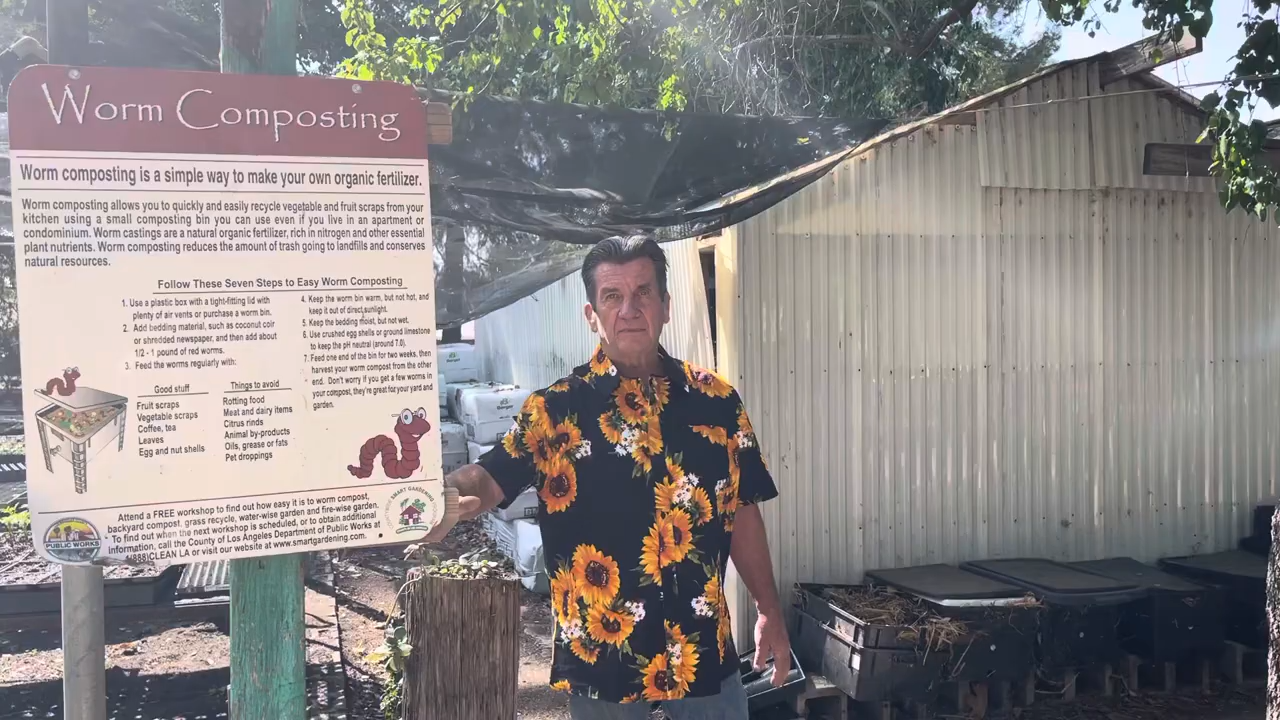 Worm Composting
Worm composting is a simple way to make your own organic fertilizer.
Worm composting allows you to quickly and easily recycle vegetable and fruit scraps from your
kitchen using a small composting bin you can use even if you live in an apartment or
condominium. Worm castings are a natural organic fertilizer, rich in nitrogen and other essential
plant nutrients. Worm composting reduces the amount of trash going to landfills and conserves
natural resources.
Follow These Seven Steps to Easy Worm Composting
1. Use a plastic box with a tight-fitting lid with
plenty of air vents or purchase a worm bin.
2. Add bedding material, such as coconut coir
or shredded newspaper, and then add about
1/2 - 1 pound of red worms.
3. Feed the worms regularly with:
Good stuff
Fruit scraps
Vegetable scraps
Coffee, tea
Leaves
Egg and nut shells
Things to avoid
Rotting food
Meat and dairy items
Citrus rinds
Animal by-products
Oils, grease or fats
Pet droppings
4. Keep the worm bin warm, but not hot, and
keep it out of direct sunlight.
5. Keep the bedding moist, but not wet.
6. Use crushed egg shells or ground limestone
to keep the pH neutral (around 7.0).
7. Feed one end of the bin for two weeks, then
harvest your worm compost from the other
end. Don't worry if you get a few worms in
your compost, they're great for your yard and
garden.
Attend a FREE workshop to find out how easy it is to worm compost,
backyard compost, grass recycle, water-wise garden and fire-wise garden.
To find out when the next workshop is scheduled, or to obtain additional
information, call the County of Los Angeles Department of Public Works at
1(888)CLEAN LA or visit our website at www.smartgardening.com.
PUBLIC WORKS
SMART GARDENING